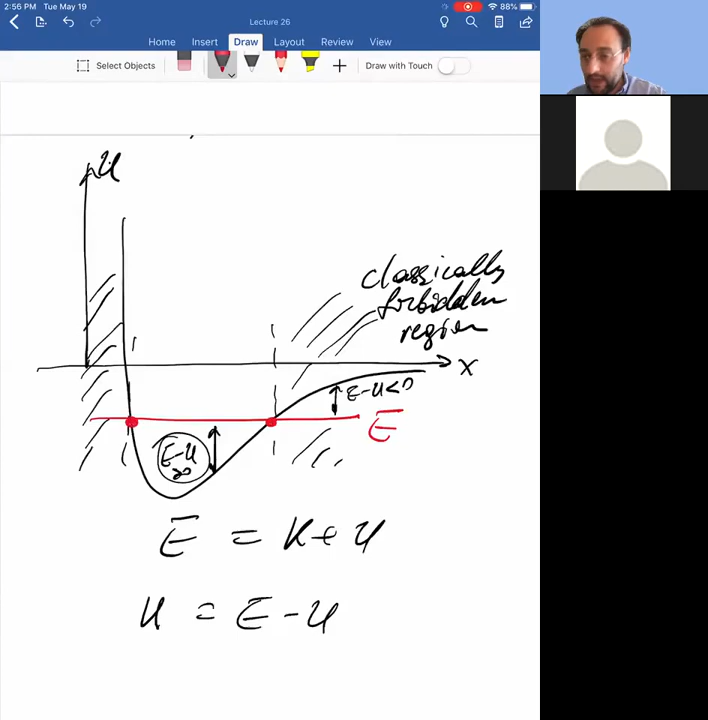 2:56 PM Tue May 19
88%
Lecture 26
Home Insert Draw Layout Review View
Select Objects
Draw with Touch
U
classically
forbidden
region
x
E-U<0
E
E-U
>0
E = K + U
K = E - U